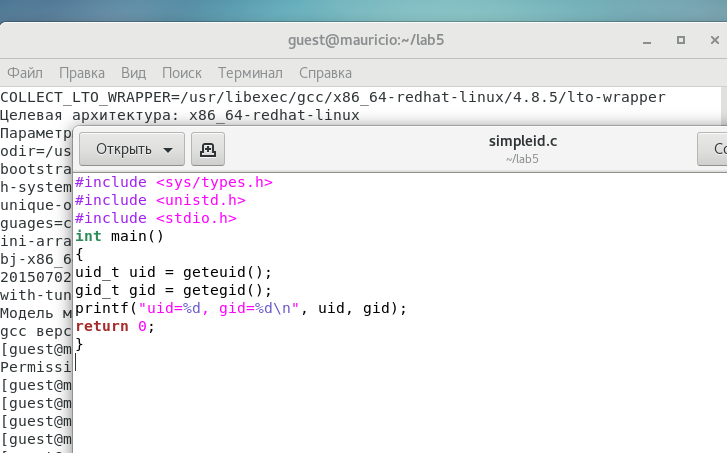 guest@mauricio:~/lab5
Файл Правка Вид Поиск Терминал Справка
COLLECT_LTO_WRAPPER=/usr/libexec/gcc/x86_64-redhat-linux/4.8.5/lto-wrapper
Целевая архитектура: x86_64-redhat-linux
Параметр
odir=/us
bootstra
h-system
unique-o
guages=c
ini-arra
bj-x86_6
20150702
with-tun
Модель м
gcc верс
[guest@m
Permissi
[guest@m
[guest@m
[guest@m
[guest@m
Открыть
simpleid.c
~/lab5
Со
#include <sys/types.h>
#include <unistd.h>
#include <stdio.h>
int main()
{
uid_t uid = geteuid();
gid_t gid = getegid();
printf("uid=%d, gid=%d\n", uid, gid);
return 0;
}